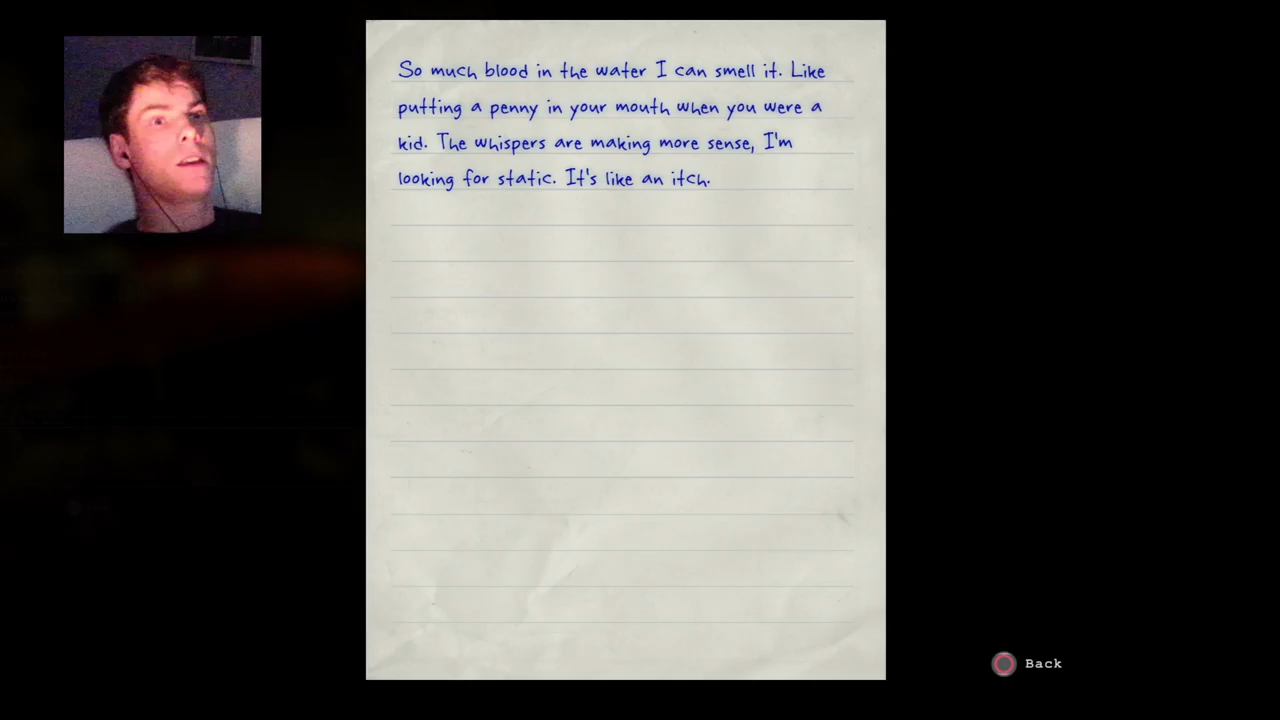 So much blood in the water I can smell it. Like
putting a penny in your mouth when you were a
kid. The whispers are making more sense, I'm
looking for static. It's like an itch.
Back